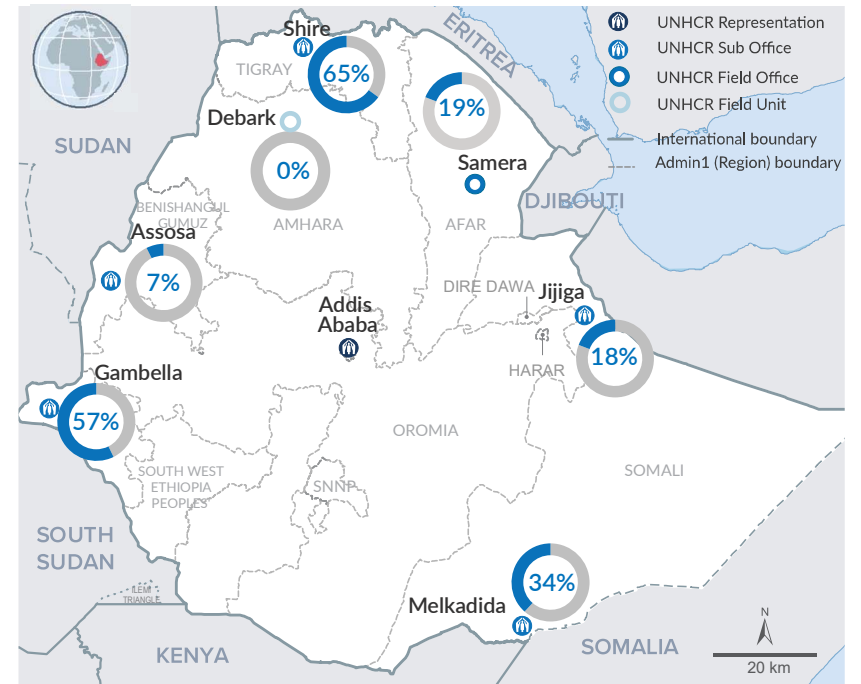 UNHCR Representation
UNHCR Sub Office
UNHCR Field Office
UNHCR Field Unit
International boundary
Admin1 (Region) boundary
ERITREA
Shire
TIGRAY
65%
19%
Debark
SUDAN
Samera
0%
DJIBOUTI
BENISHANGUL
GUMUZ
AMHARA
AFAR
Assosa
7%
DIRE DAWA
Jijiga
Addis
Ababa
18%
HARAR
Gambella
57%
OROMIA
SOUTH WEST
ETHIOPIA
PEOPLES
SNNP
SOMALI
SOUTH
SUDAN
34%
ILEMI
TRIANGLE
Melkadida
N
KENYA
SOMALIA
20 km